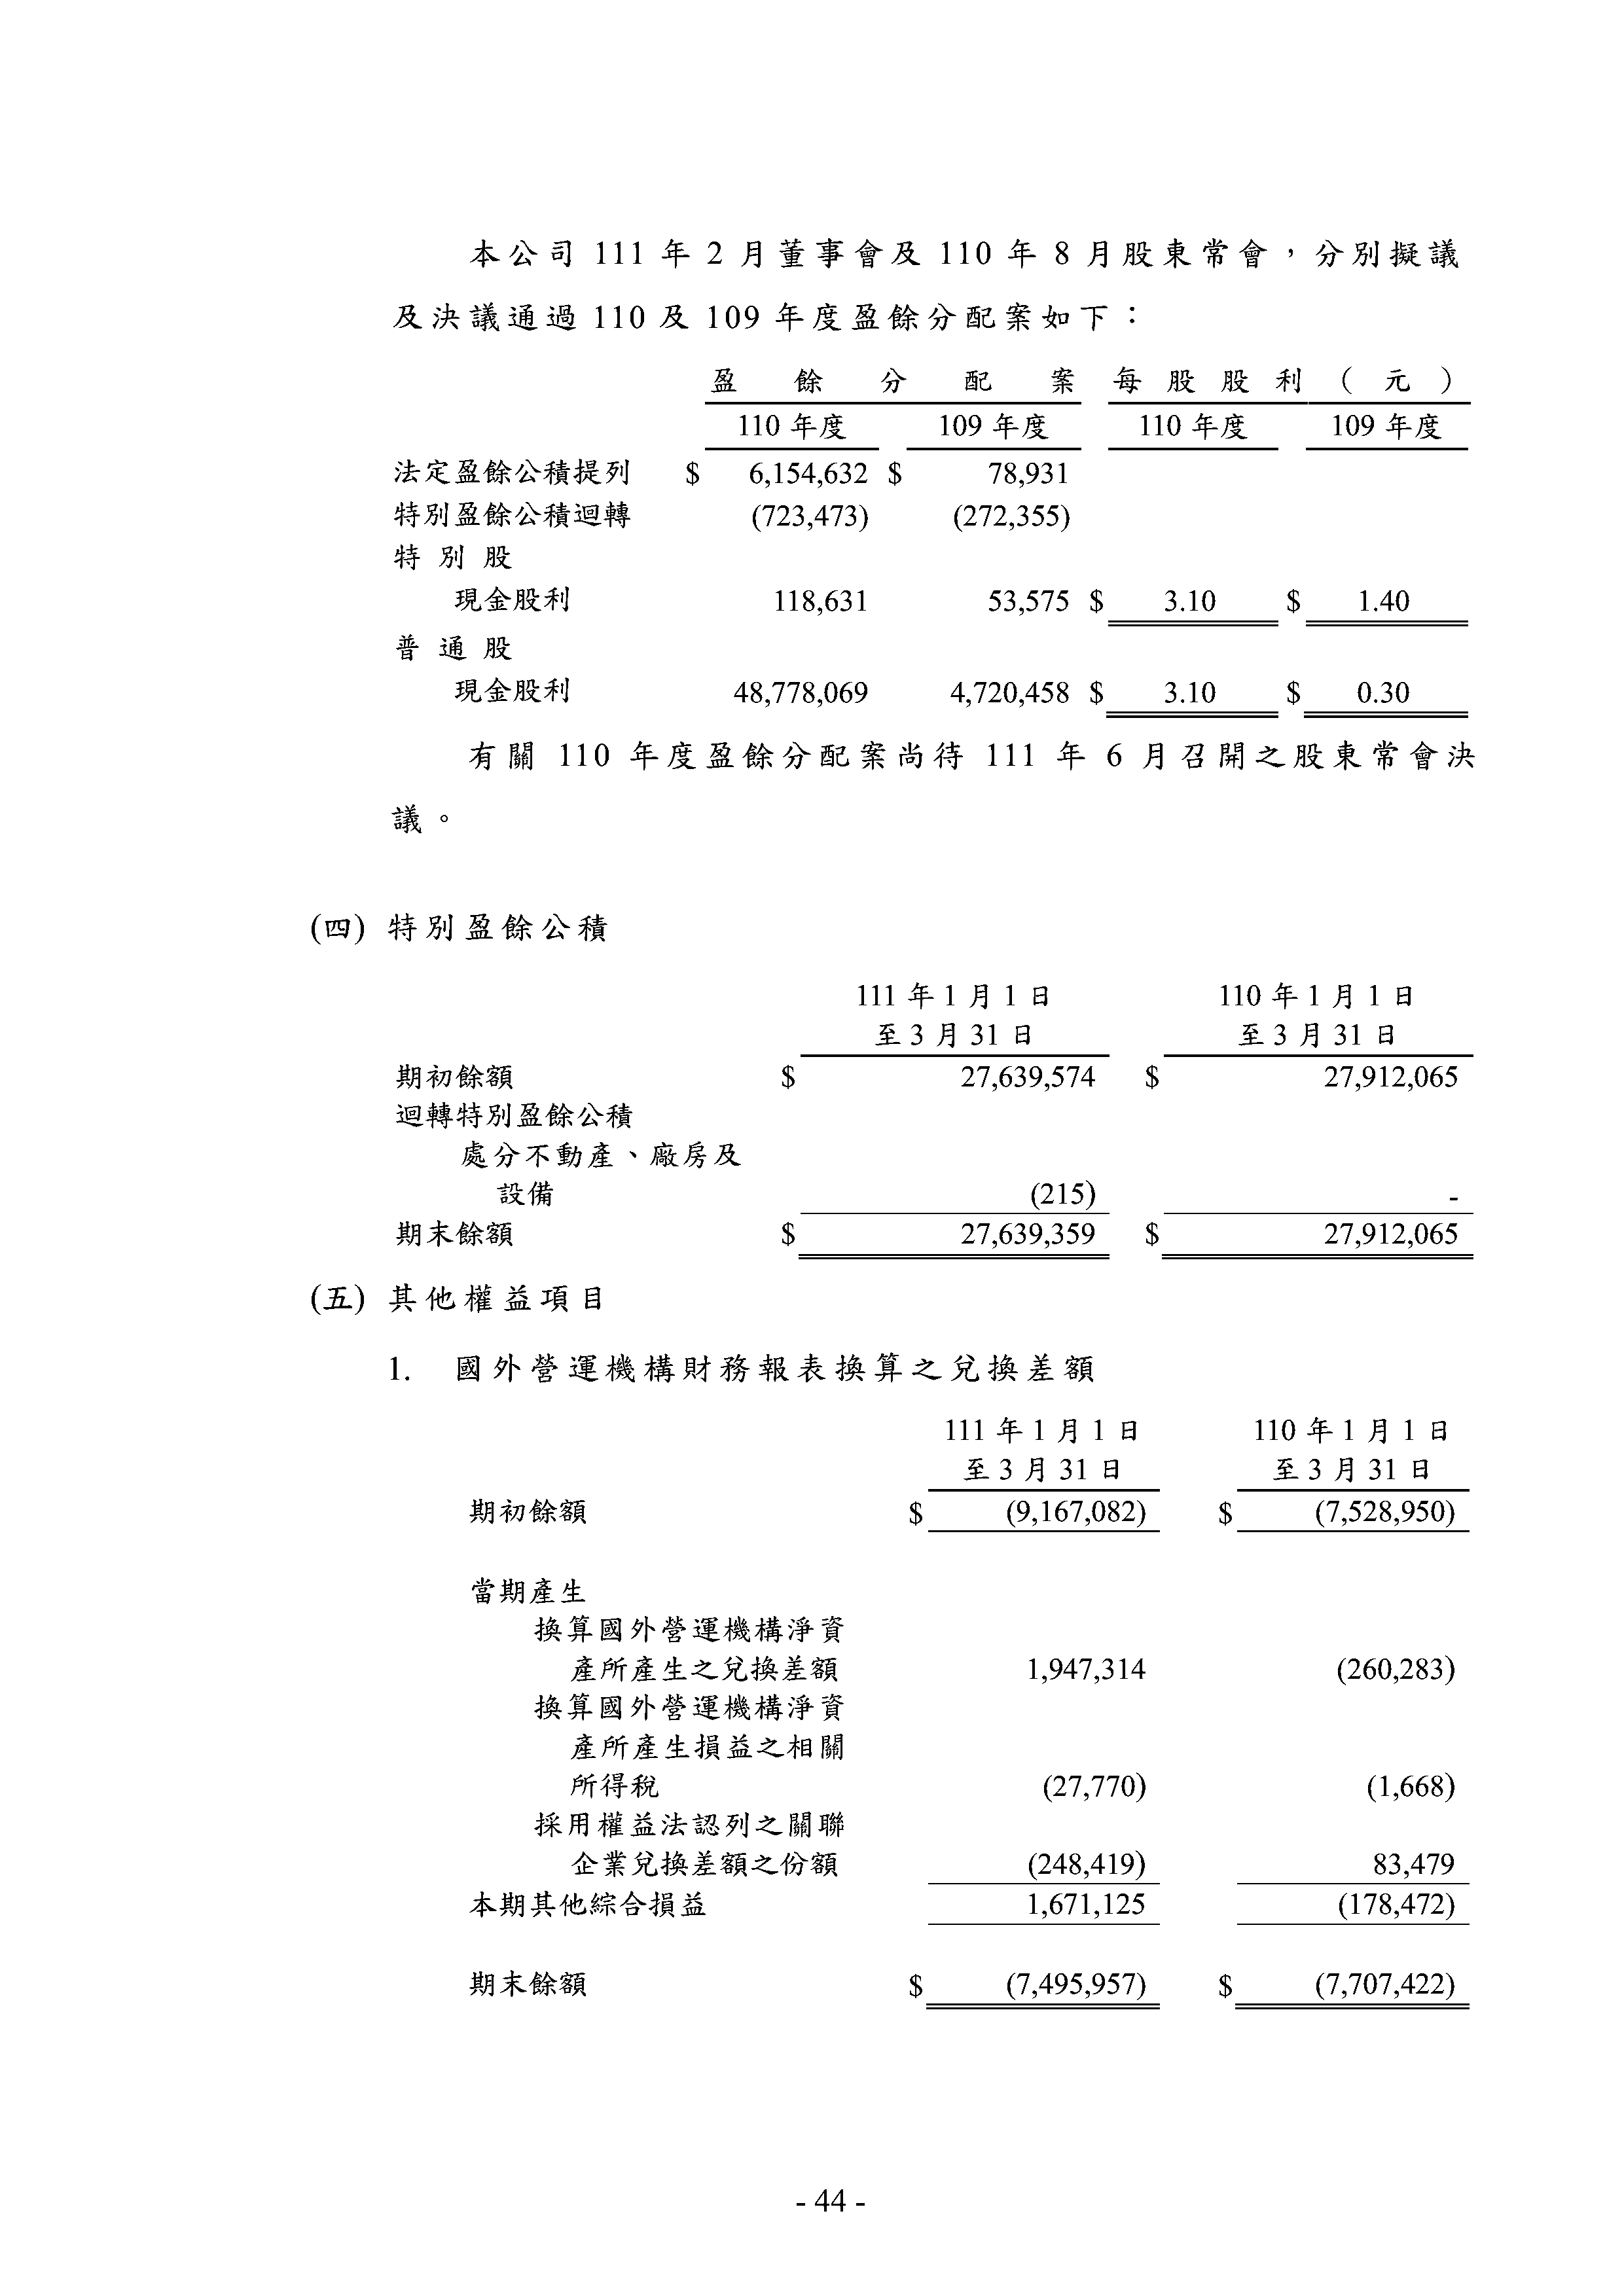 本公司 111 年 2 月董事會及 110 年 8 月股東常會，分別擬議
及決議通過 110 及 109 年度盈餘分配案如下：
盈餘分配案 每股股利(元)
110 年度 109 年度 110 年度 109 年度
法定盈餘公積提列 $ 6,154,632 $ 78,931
特別盈餘公積迴轉 (723,473) (272,355)
特別股
現金股利 118,631 53,575 $ 3.10 $ 1.40
普通股
現金股利 48,778,069 4,720,458 $ 3.10 $ 0.30
有關 110 年度盈餘分配案尚待 111 年 6 月召開之股東常會決
議。
(四) 特別盈餘公積
111 年 1 月 1 日 110 年 1 月 1 日
至 3 月 31 日 至 3 月 31 日
期初餘額 $ 27,639,574 $ 27,912,065
迴轉特別盈餘公積
處分不動產、廠房及
設備 (215) -
期末餘額 $ 27,639,359 $ 27,912,065
(五) 其他權益項目
1. 國外營運機構財務報表換算之兌換差額
111 年 1 月 1 日 110 年 1 月 1 日
至 3 月 31 日 至 3 月 31 日
期初餘額 $ (9,167,082) $ (7,528,950)
當期產生
換算國外營運機構淨資
產所產生之兌換差額 1,947,314 (260,283)
換算國外營運機構淨資
產所產生損益之相關
所得稅 (27,770) (1,668)
採用權益法認列之關聯
企業兌換差額之份額 (248,419) 83,479
本期其他綜合損益 1,671,125 (178,472)
期末餘額 $ (7,495,957) $ (7,707,422)
- 44 -